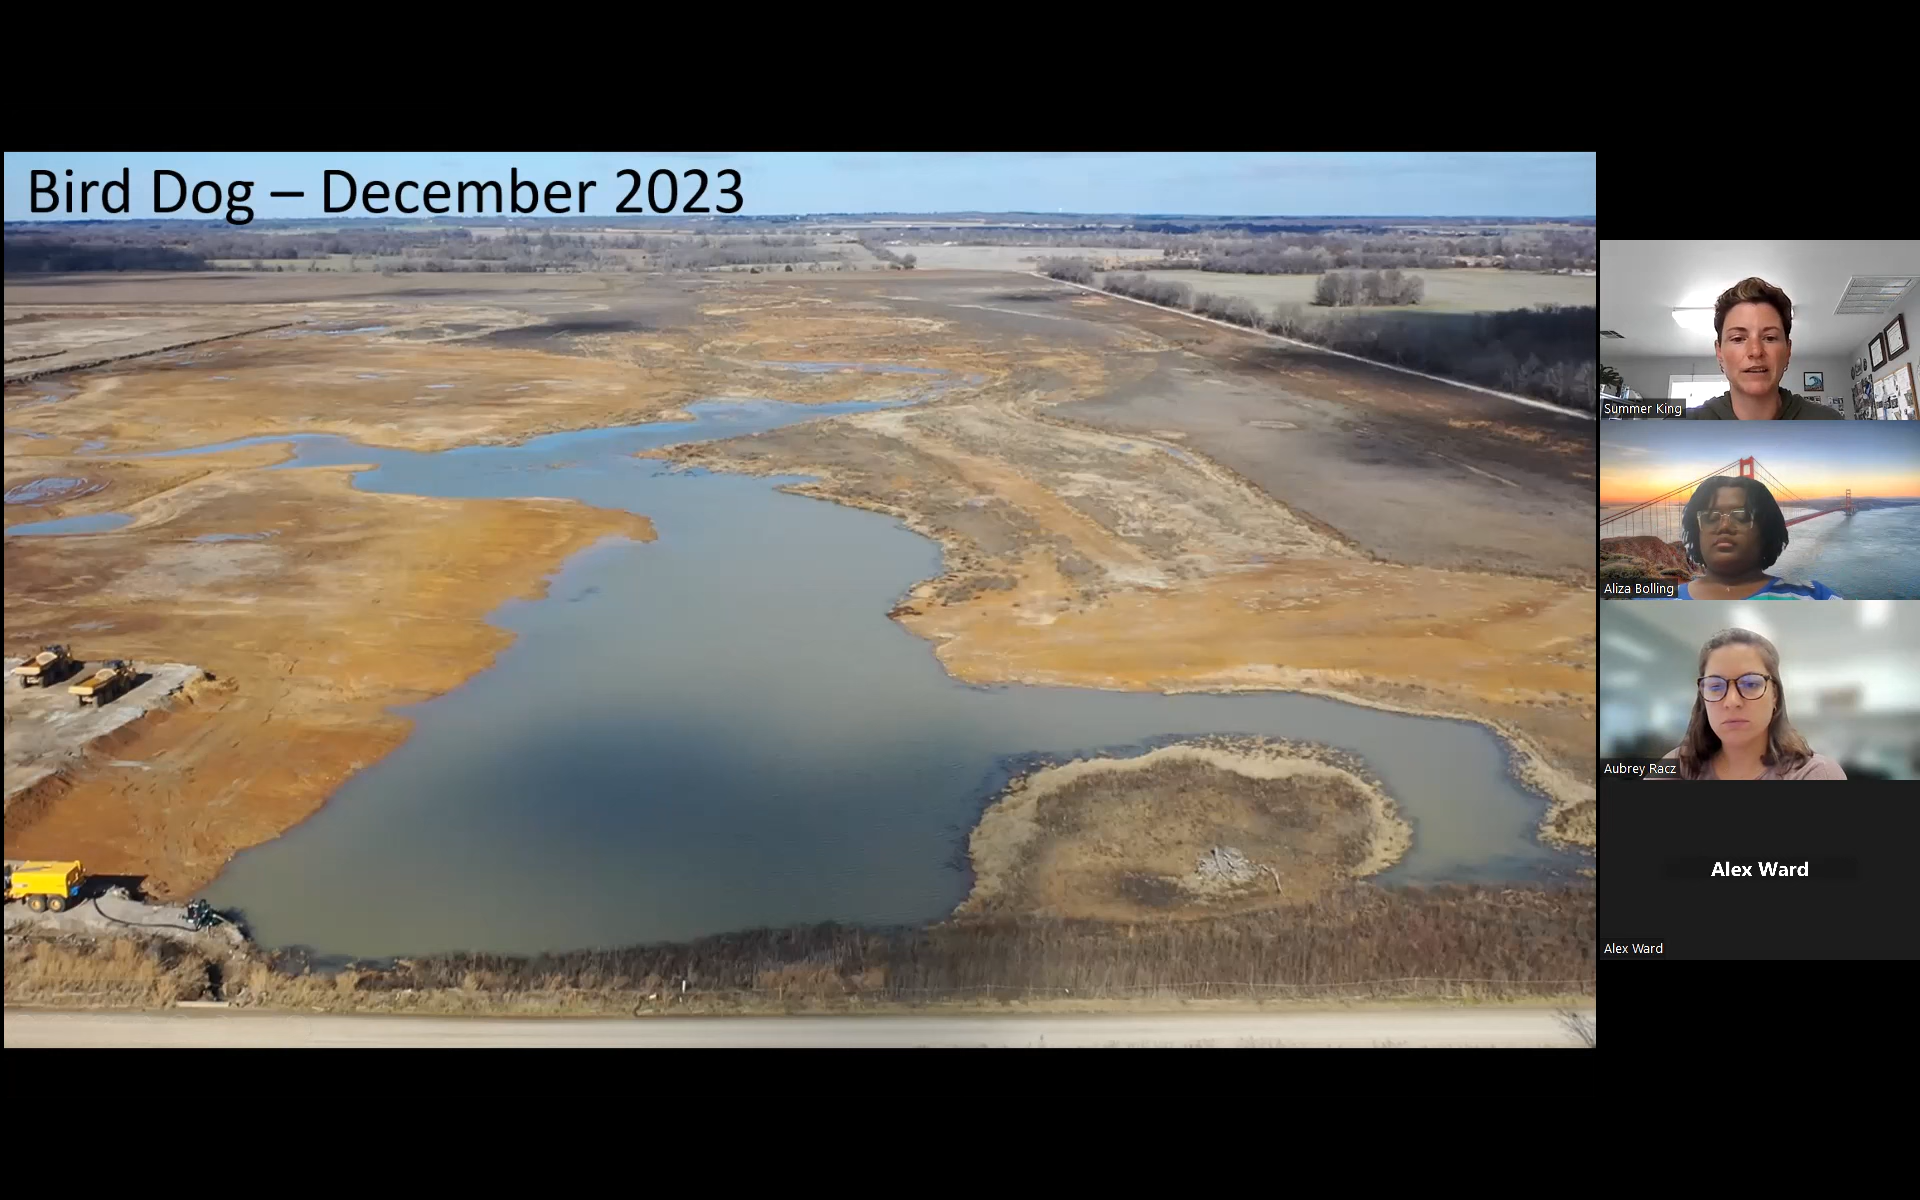 Bird Dog – December 2023
Summer King
Aliza Bolling
Aubrey Racz
Alex Ward
Alex Ward